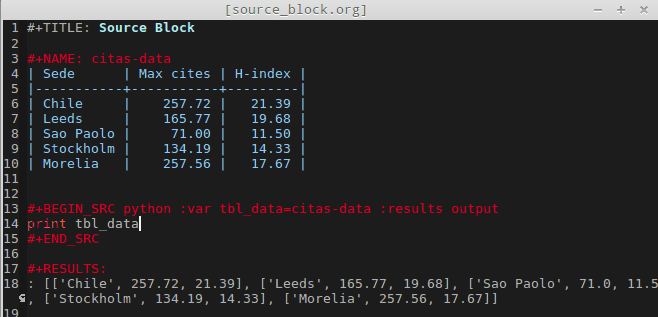 [source_block.org]
1 #+TITLE: Source Block
2
3 #+NAME: citas-data
4 | Sede      | Max cites | H-index |
5 |-----------+-----------+---------|
6 | Chile     |    257.72 |   21.39 |
7 | Leeds     |    165.77 |   19.68 |
8 | Sao Paolo |     71.00 |   11.50 |
9 | Stockholm |    134.19 |   14.33 |
10 | Morelia   |    257.56 |   17.67 |
11
12
13 #+BEGIN_SRC python :var tbl_data=citas-data :results output
14 print tbl_data
15 #+END_SRC
16
17 #+RESULTS:
18 : [['Chile', 257.72, 21.39], ['Leeds', 165.77, 19.68], ['Sao Paolo', 71.0, 11.5
, ['Stockholm', 134.19, 14.33], ['Morelia', 257.56, 17.67]]
19